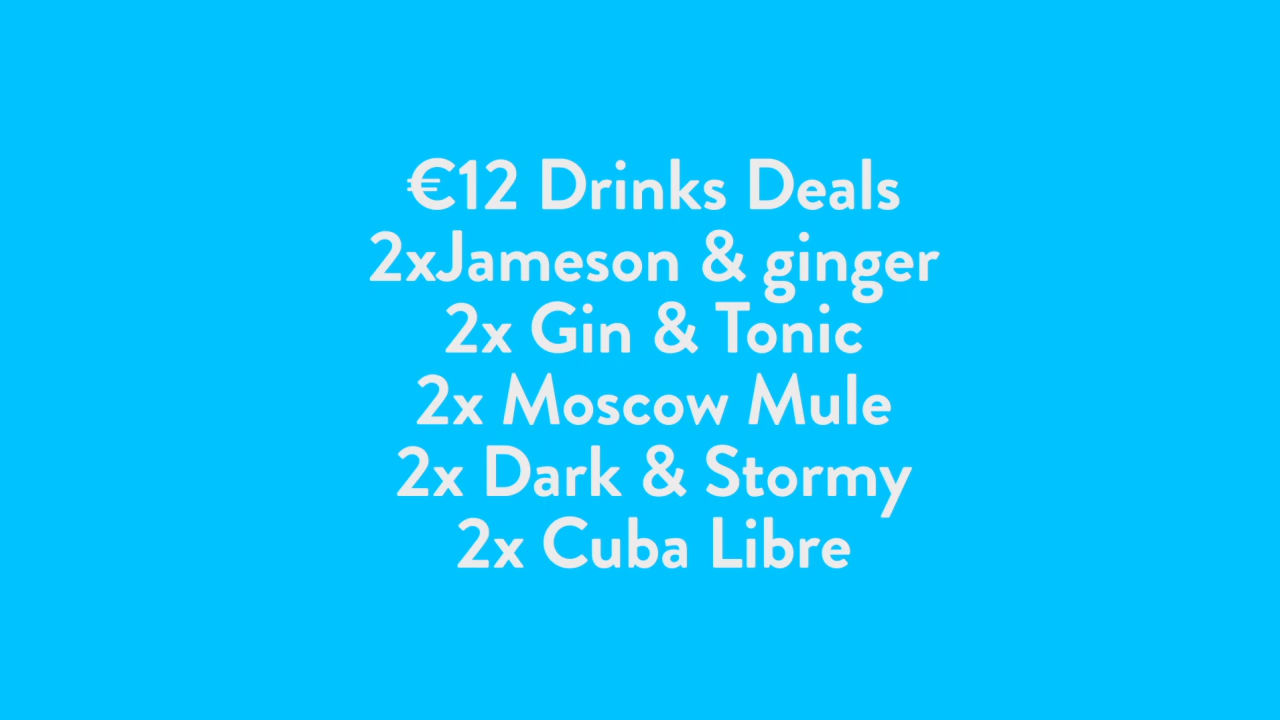 €12 Drinks Deals
2xJameson & ginger
2x Gin & Tonic
2x Moscow Mule
2x Dark & Stormy
2x Cuba Libre